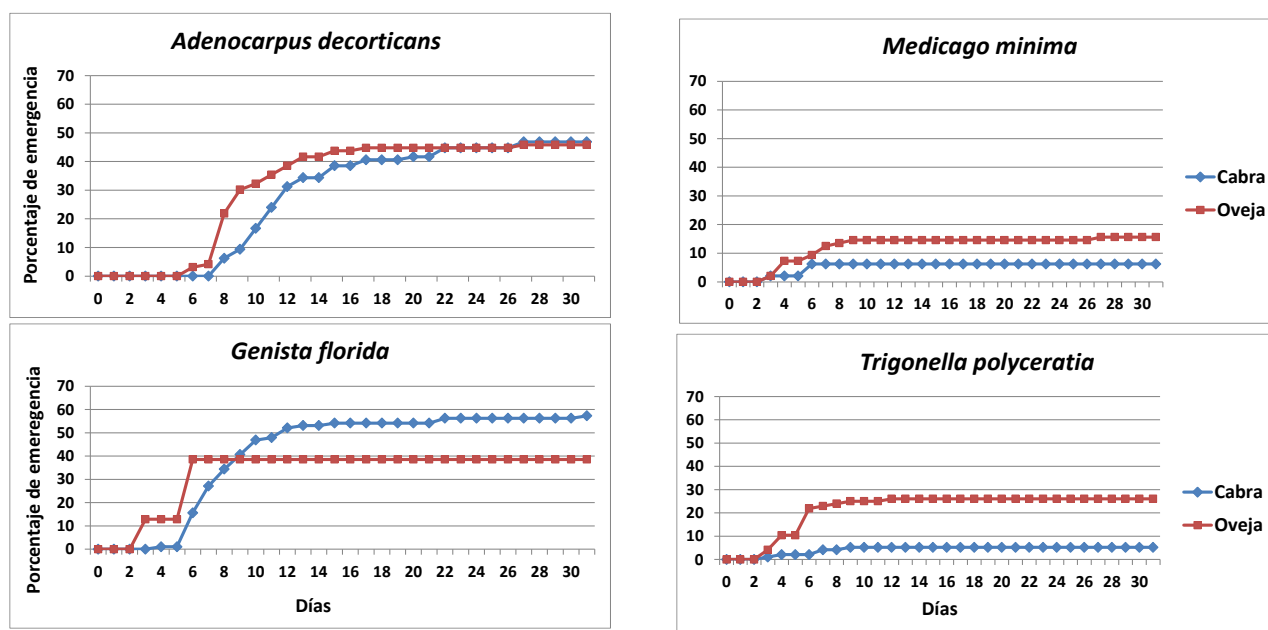 Adenocarpus decorticans
Porcentaje de emergencia
70
60
50
40
30
20
10
0
0 2 4 6 8 10 12 14 16 18 20 22 24 26 28 30
Medicago minima
70
60
50
40
30
20
10
0
0 2 4 6 8 10 12 14 16 18 20 22 24 26 28 30
Cabra
Oveja
Genista florida
Porcentaje de emeregencia
70
60
50
40
30
20
10
0
0 2 4 6 8 10 12 14 16 18 20 22 24 26 28 30
Días
Trigonella polyceratia
70
60
50
40
30
20
10
0
0 2 4 6 8 10 12 14 16 18 20 22 24 26 28 30
Días
Cabra
Oveja